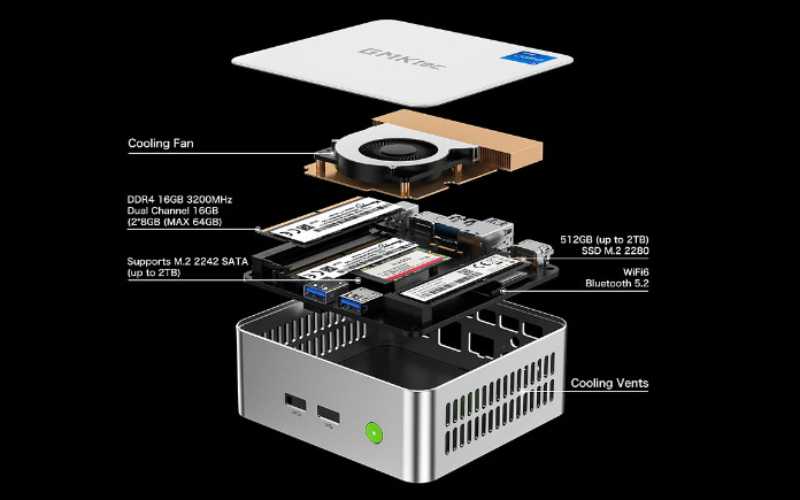 GMKtec
Cooling Fan
DDR4 16GB 3200MHz
Dual Channel 16GB
(2*8GB (MAX 64GB)
Supports M.2 2242 SATA
(up to 2TB)
512GB (up to 2TB)
SSD M.2 2280
WiFi6
Bluetooth 5.2
Cooling Vents